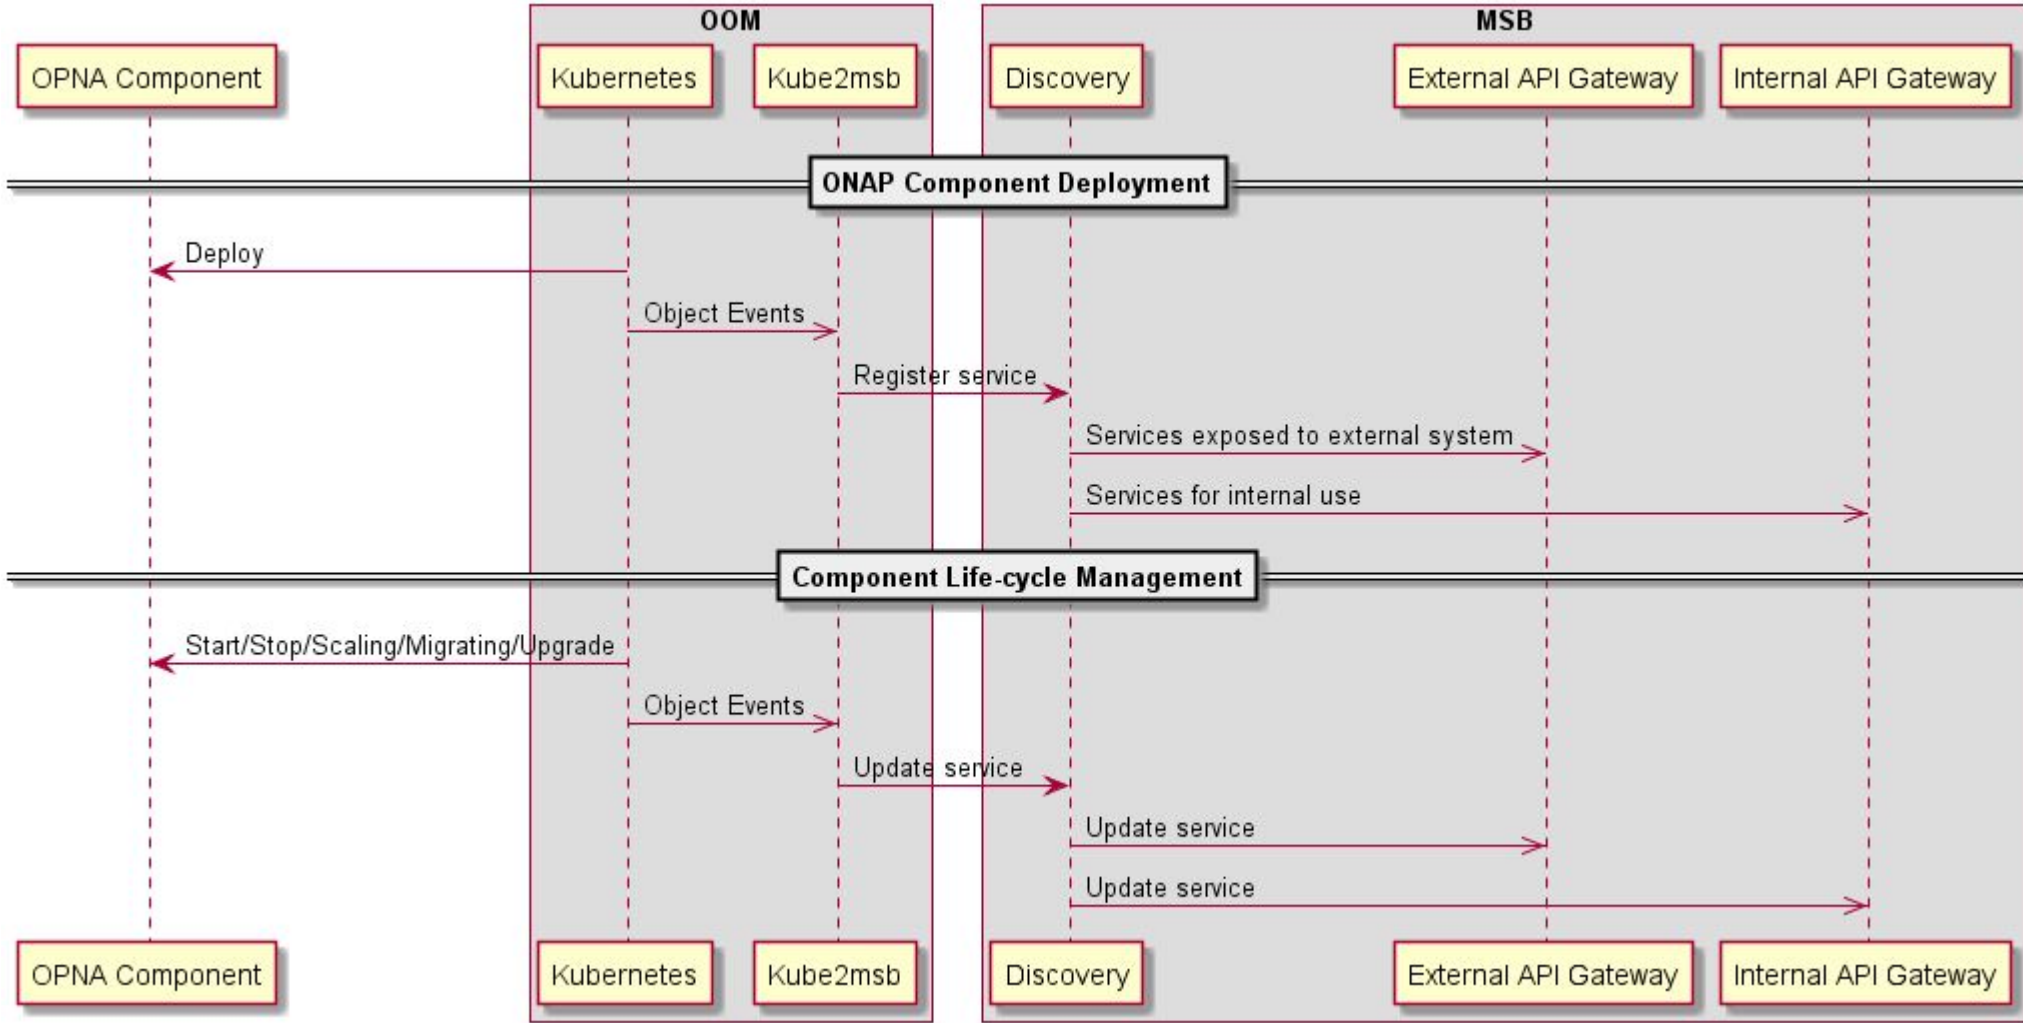 OOM
MSB
OPNA Component
Kubernetes
Kube2msb
Discovery
External API Gateway
Internal API Gateway
ONAP Component Deployment
Deploy
Object Events
Register service
Services exposed to external system
Services for internal use
Component Life-cycle Management
Start/Stop/Scaling/Migrating/Upgrade
Object Events
Update service
Update service
Update service
OPNA Component
Kubernetes
Kube2msb
Discovery
External API Gateway
Internal API Gateway